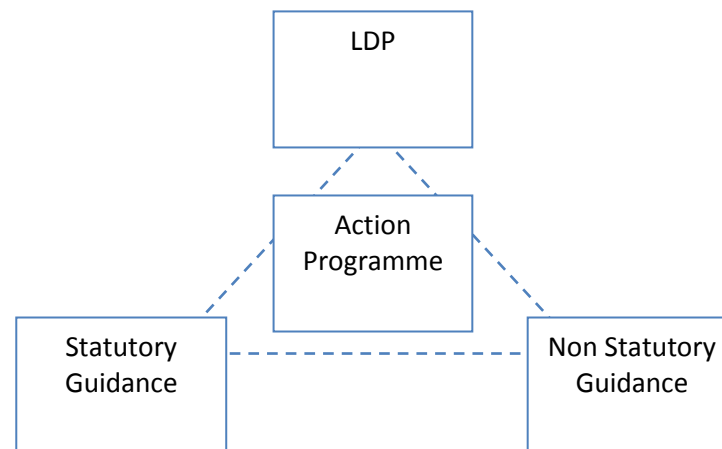 LDP
Action
Programme
Statutory
Guidance
Non Statutory
Guidance